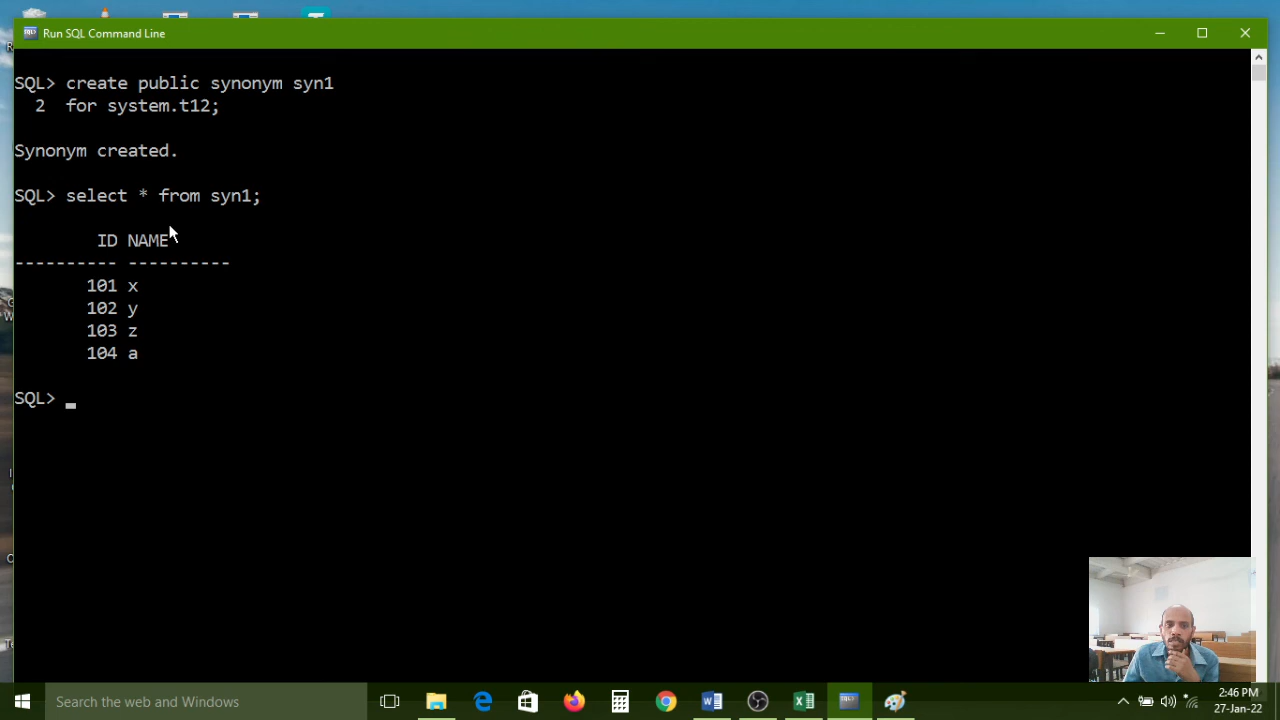 Run SQL Command Line
SQL> create public synonym syn1
2 for system.t12;
Synonym created.
SQL> select * from syn1;
ID NAME
---------- ----------
101 x
102 y
103 z
104 a
SQL> _
Search the web and Windows
2:46 PM
27-Jan-22